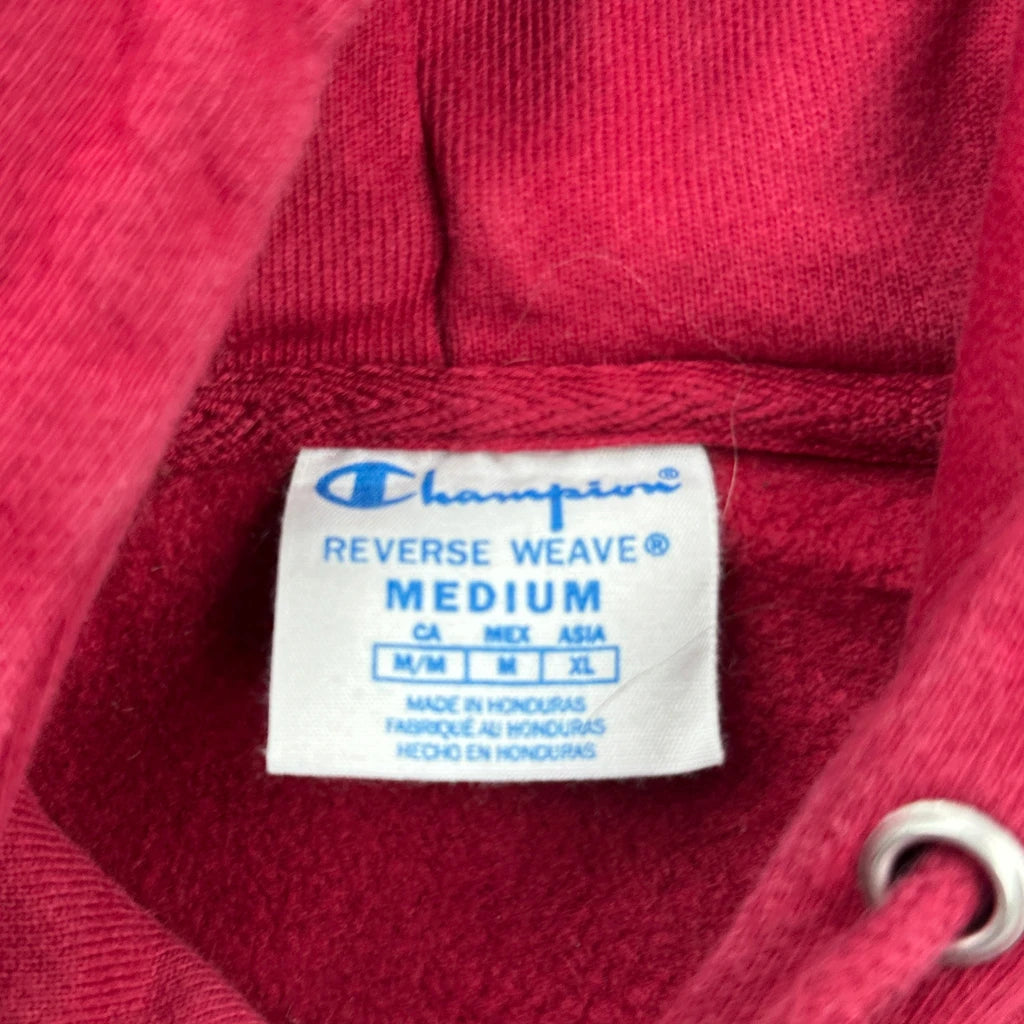 Champion®
REVERSE WEAVE®
MEDIUM
CA MEX ASIA
M/M M XL
MADE IN HONDURAS
FABRIQUÉ AU HONDURAS
HECHO EN HONDURAS